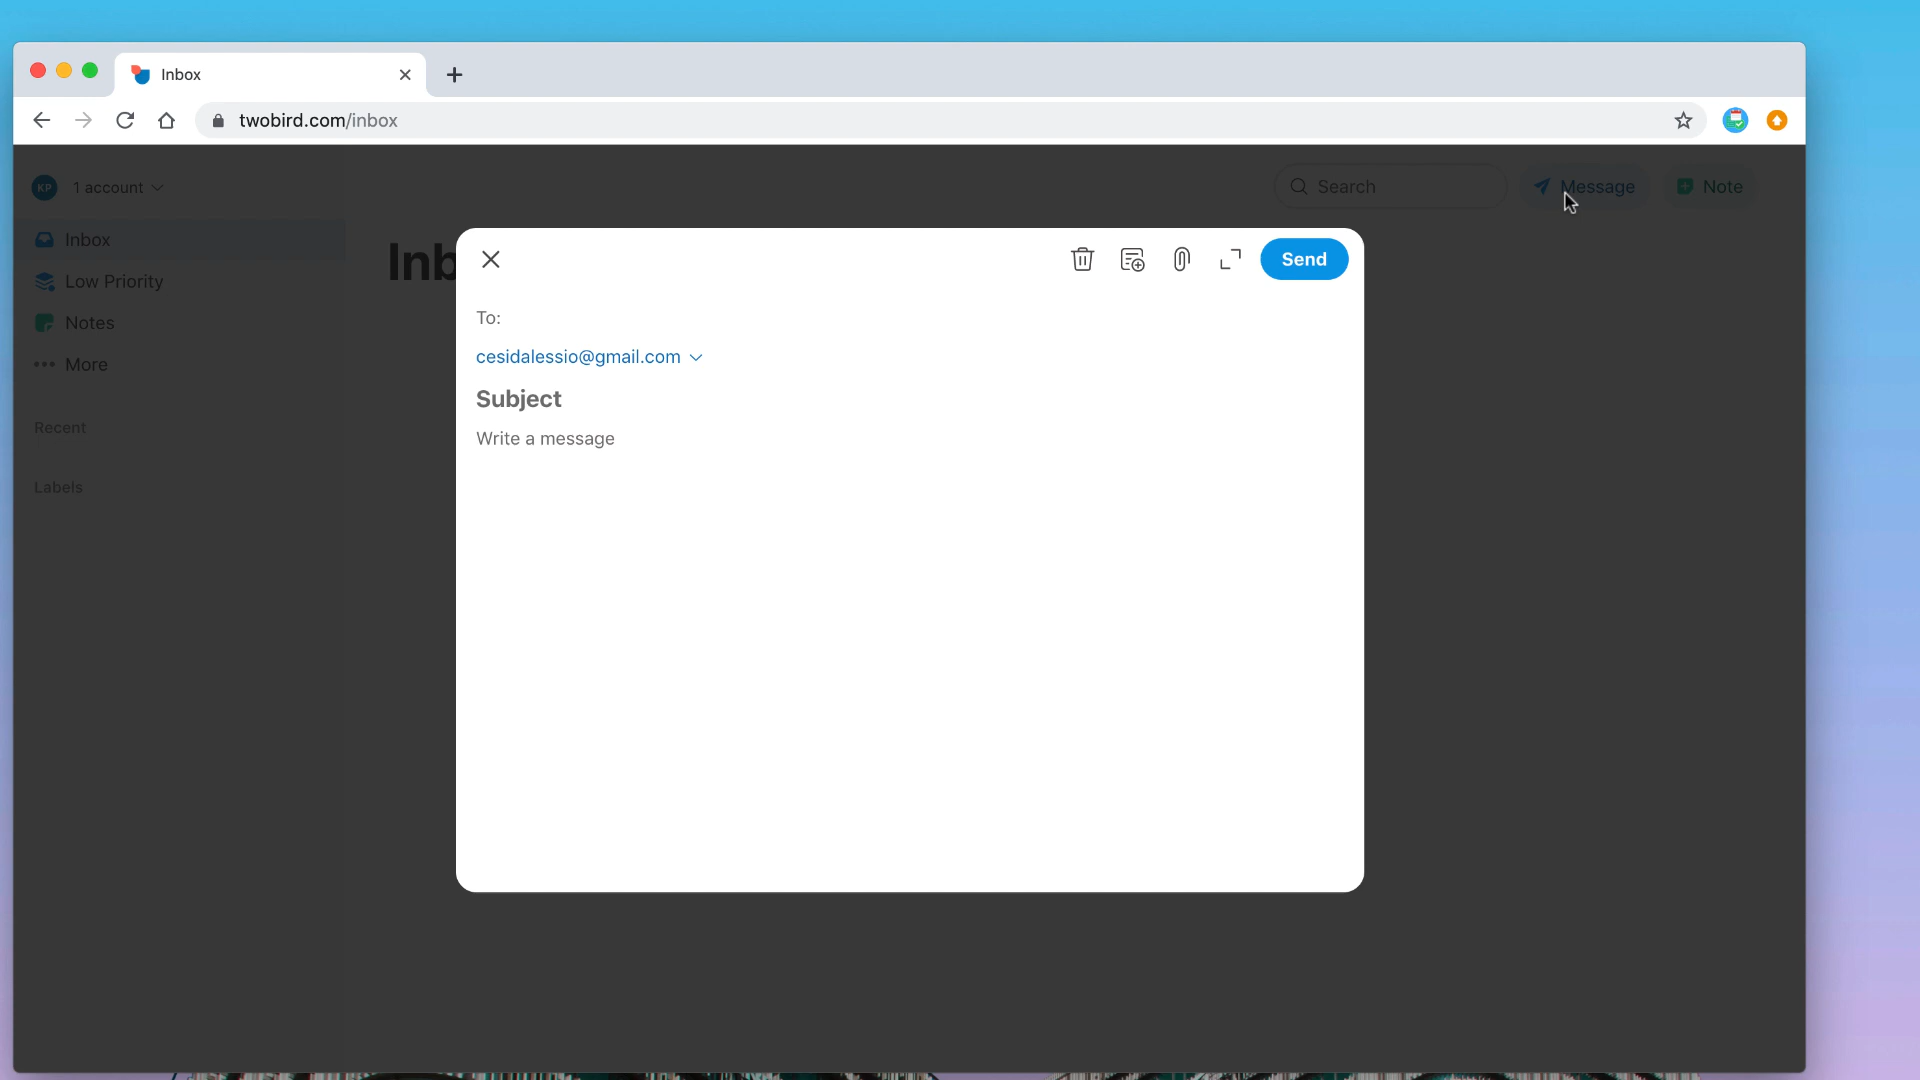 Inbox
twobird.com/inbox
KP
1 account
Search
Message
Note
Inbox
Low Priority
Notes
More
Recent
Labels
Inb
Send
To:
cesidalessio@gmail.com
Subject
Write a message